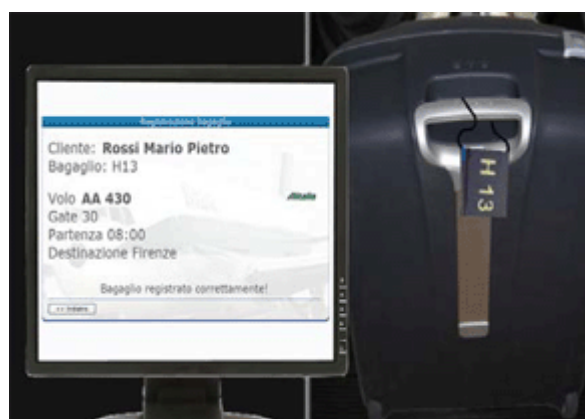 Registrazione bagaglio
Cliente: Rossi Mario Pietro
Bagaglio: H13
Volo AA 430
Alitalia
Gate 30
Partenza 08:00
Destinazione Firenze
Bagaglio registrato correttamente!
<< Indietro
H 13